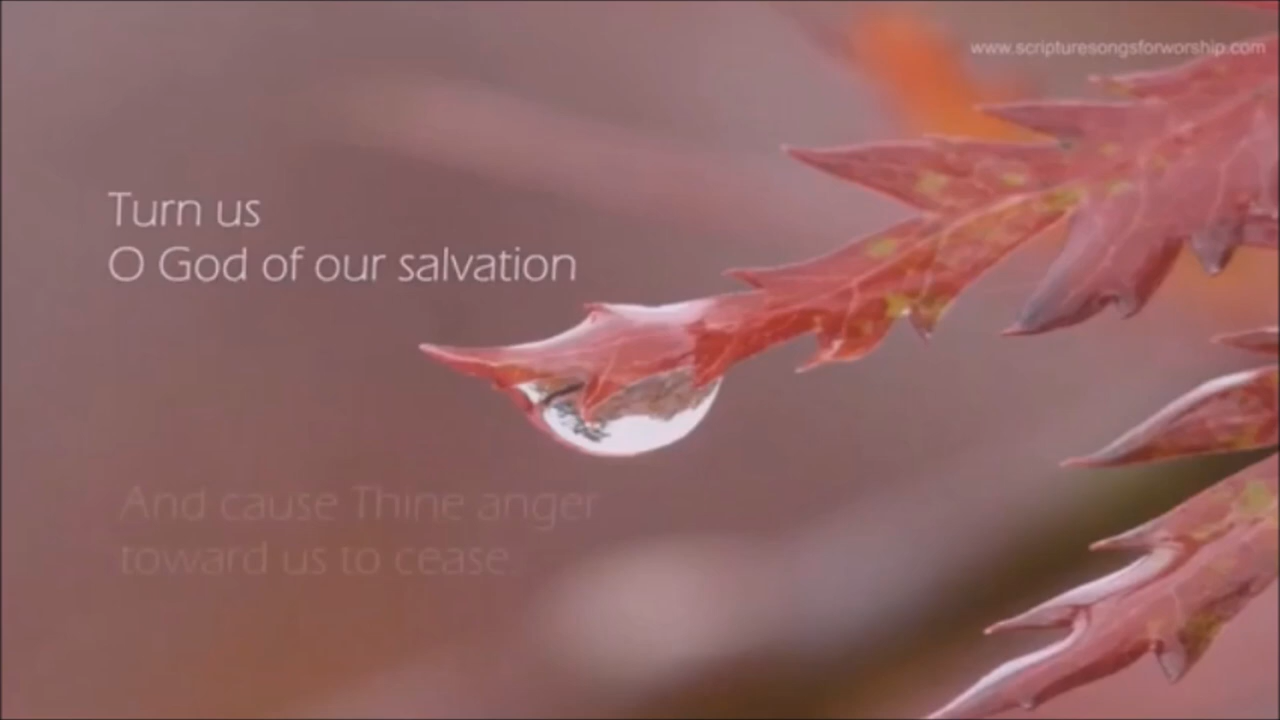 www.scripturesongsforworship.com
Turn us
O God of our salvation
And cause Thine anger
toward us to cease